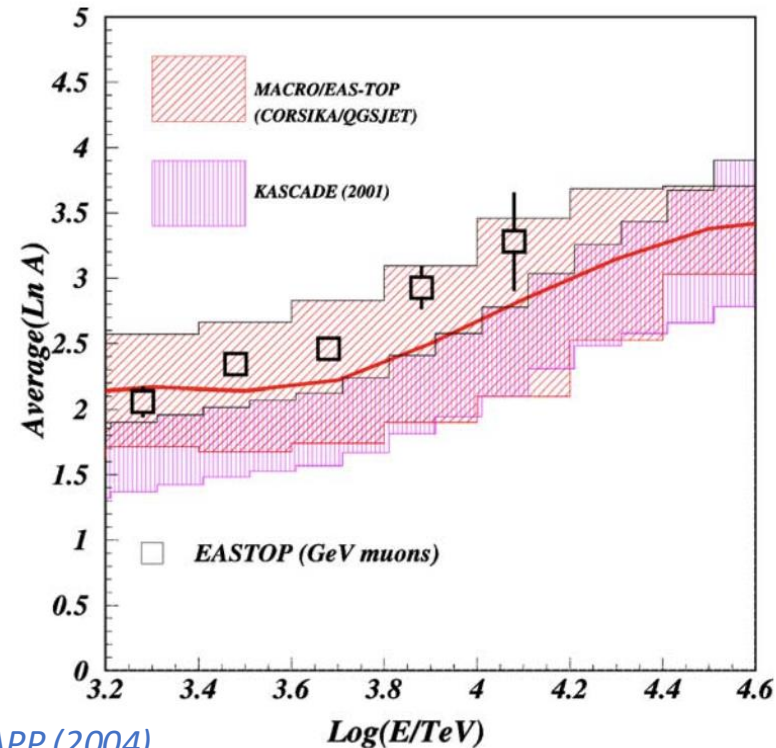 5
4.5
4
3.5
3
2.5
2
1.5
1
0.5
0
Average(Ln A)
MACRO/EAS-TOP
(CORSIKA/QGSJET)
KASCADE (2001)
EASTOP (GeV muons)
3.2 3.4 3.6 3.8 4 4.2 4.4 4.6
Log(E/TeV)
APP (2004)